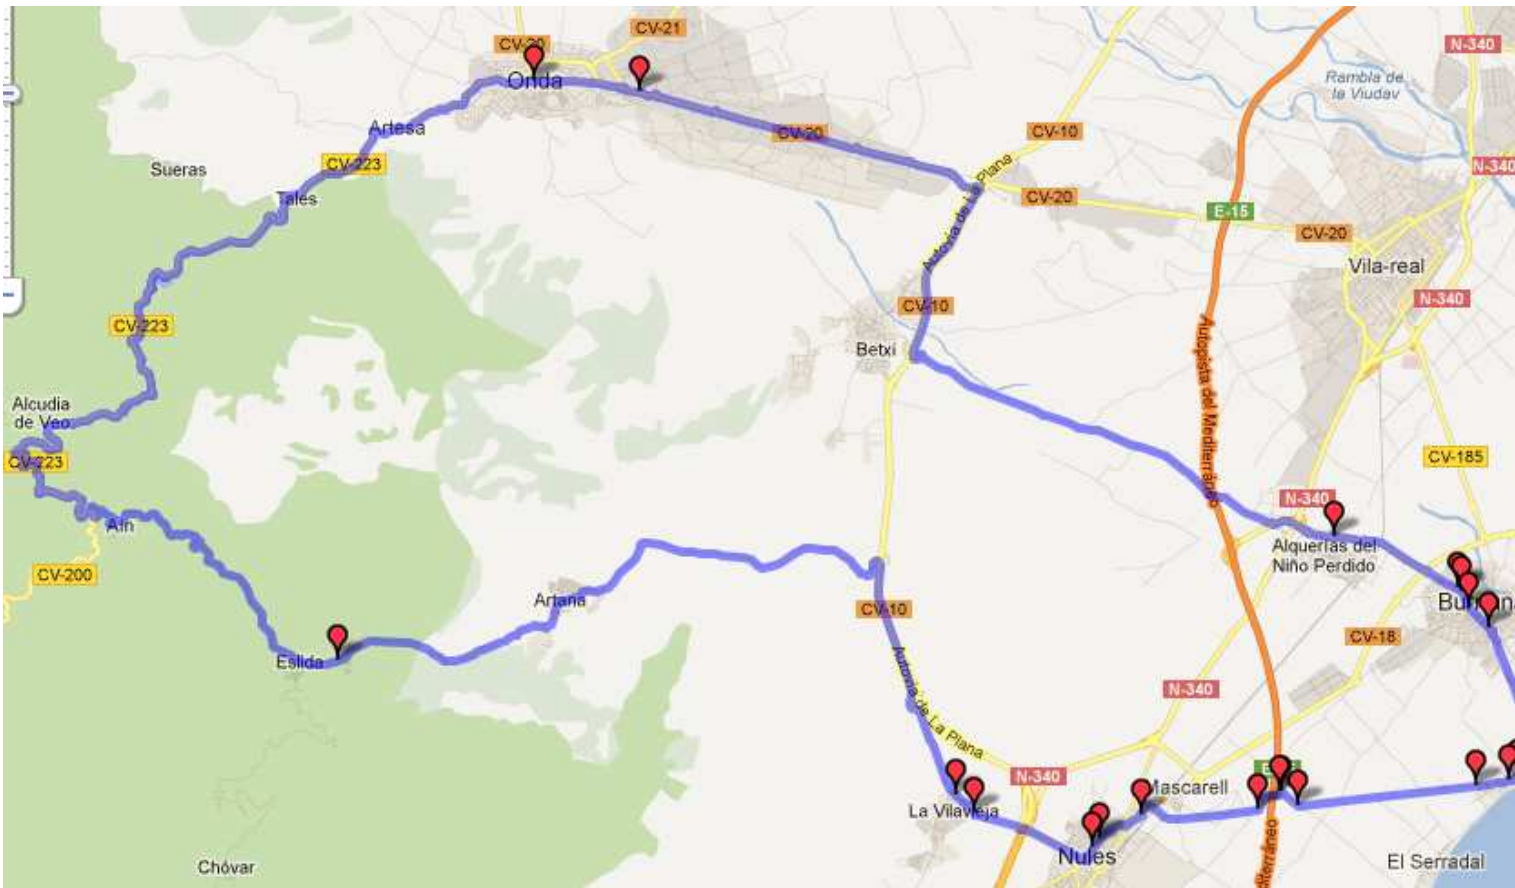 CV-21
CV-20
N-340
Onda
Rambla de
la Viudav
Artesa
CV-20
CV-10
CV-223
N-340
Sueras
Tales
CV-20
E-15
CV-20
Autovía de La Plana
Vila-real
CV-10
N-340
CV-223
Betxí
Autopista del Mediterráneo
Alcudia
de Veo
CV-223
CV-185
N-340
Aín
Alquerías del
Niño Perdido
CV-200
Artana
CV-10
CV-18
Eslida
N-340
Autovía de La Plana
N-340
Mascarell
La Vilavieja
Nules
El Serradal
Chóvar